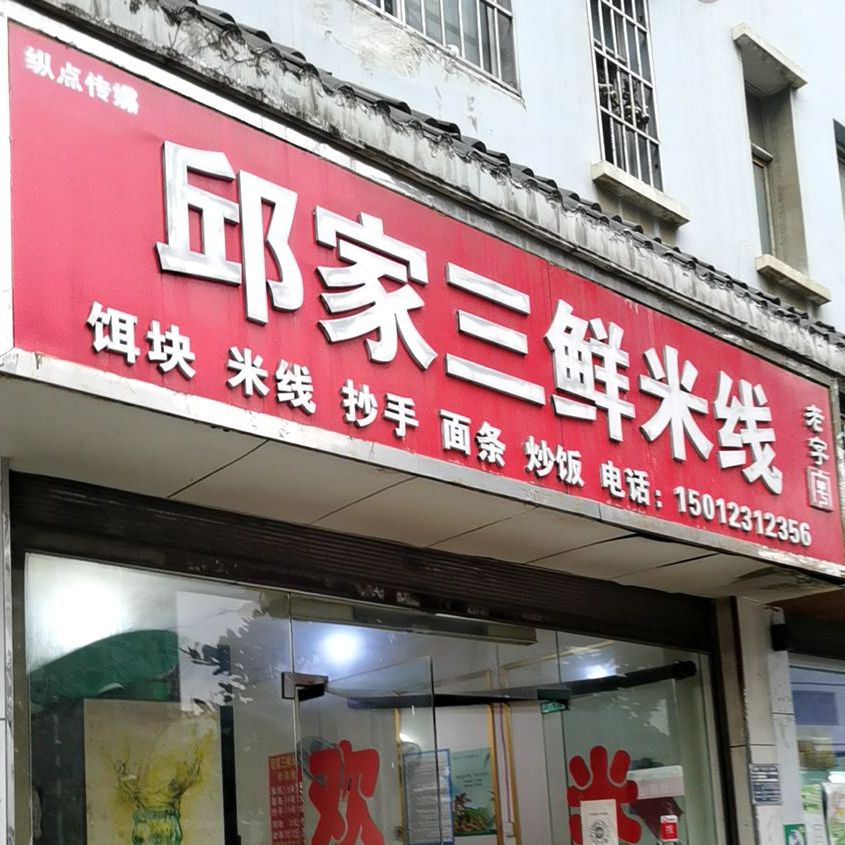 纵点传媒
邱家三鲜米线
老字店
饵块 米线 抄手 面条 炒饭 电话：15012312356
欢